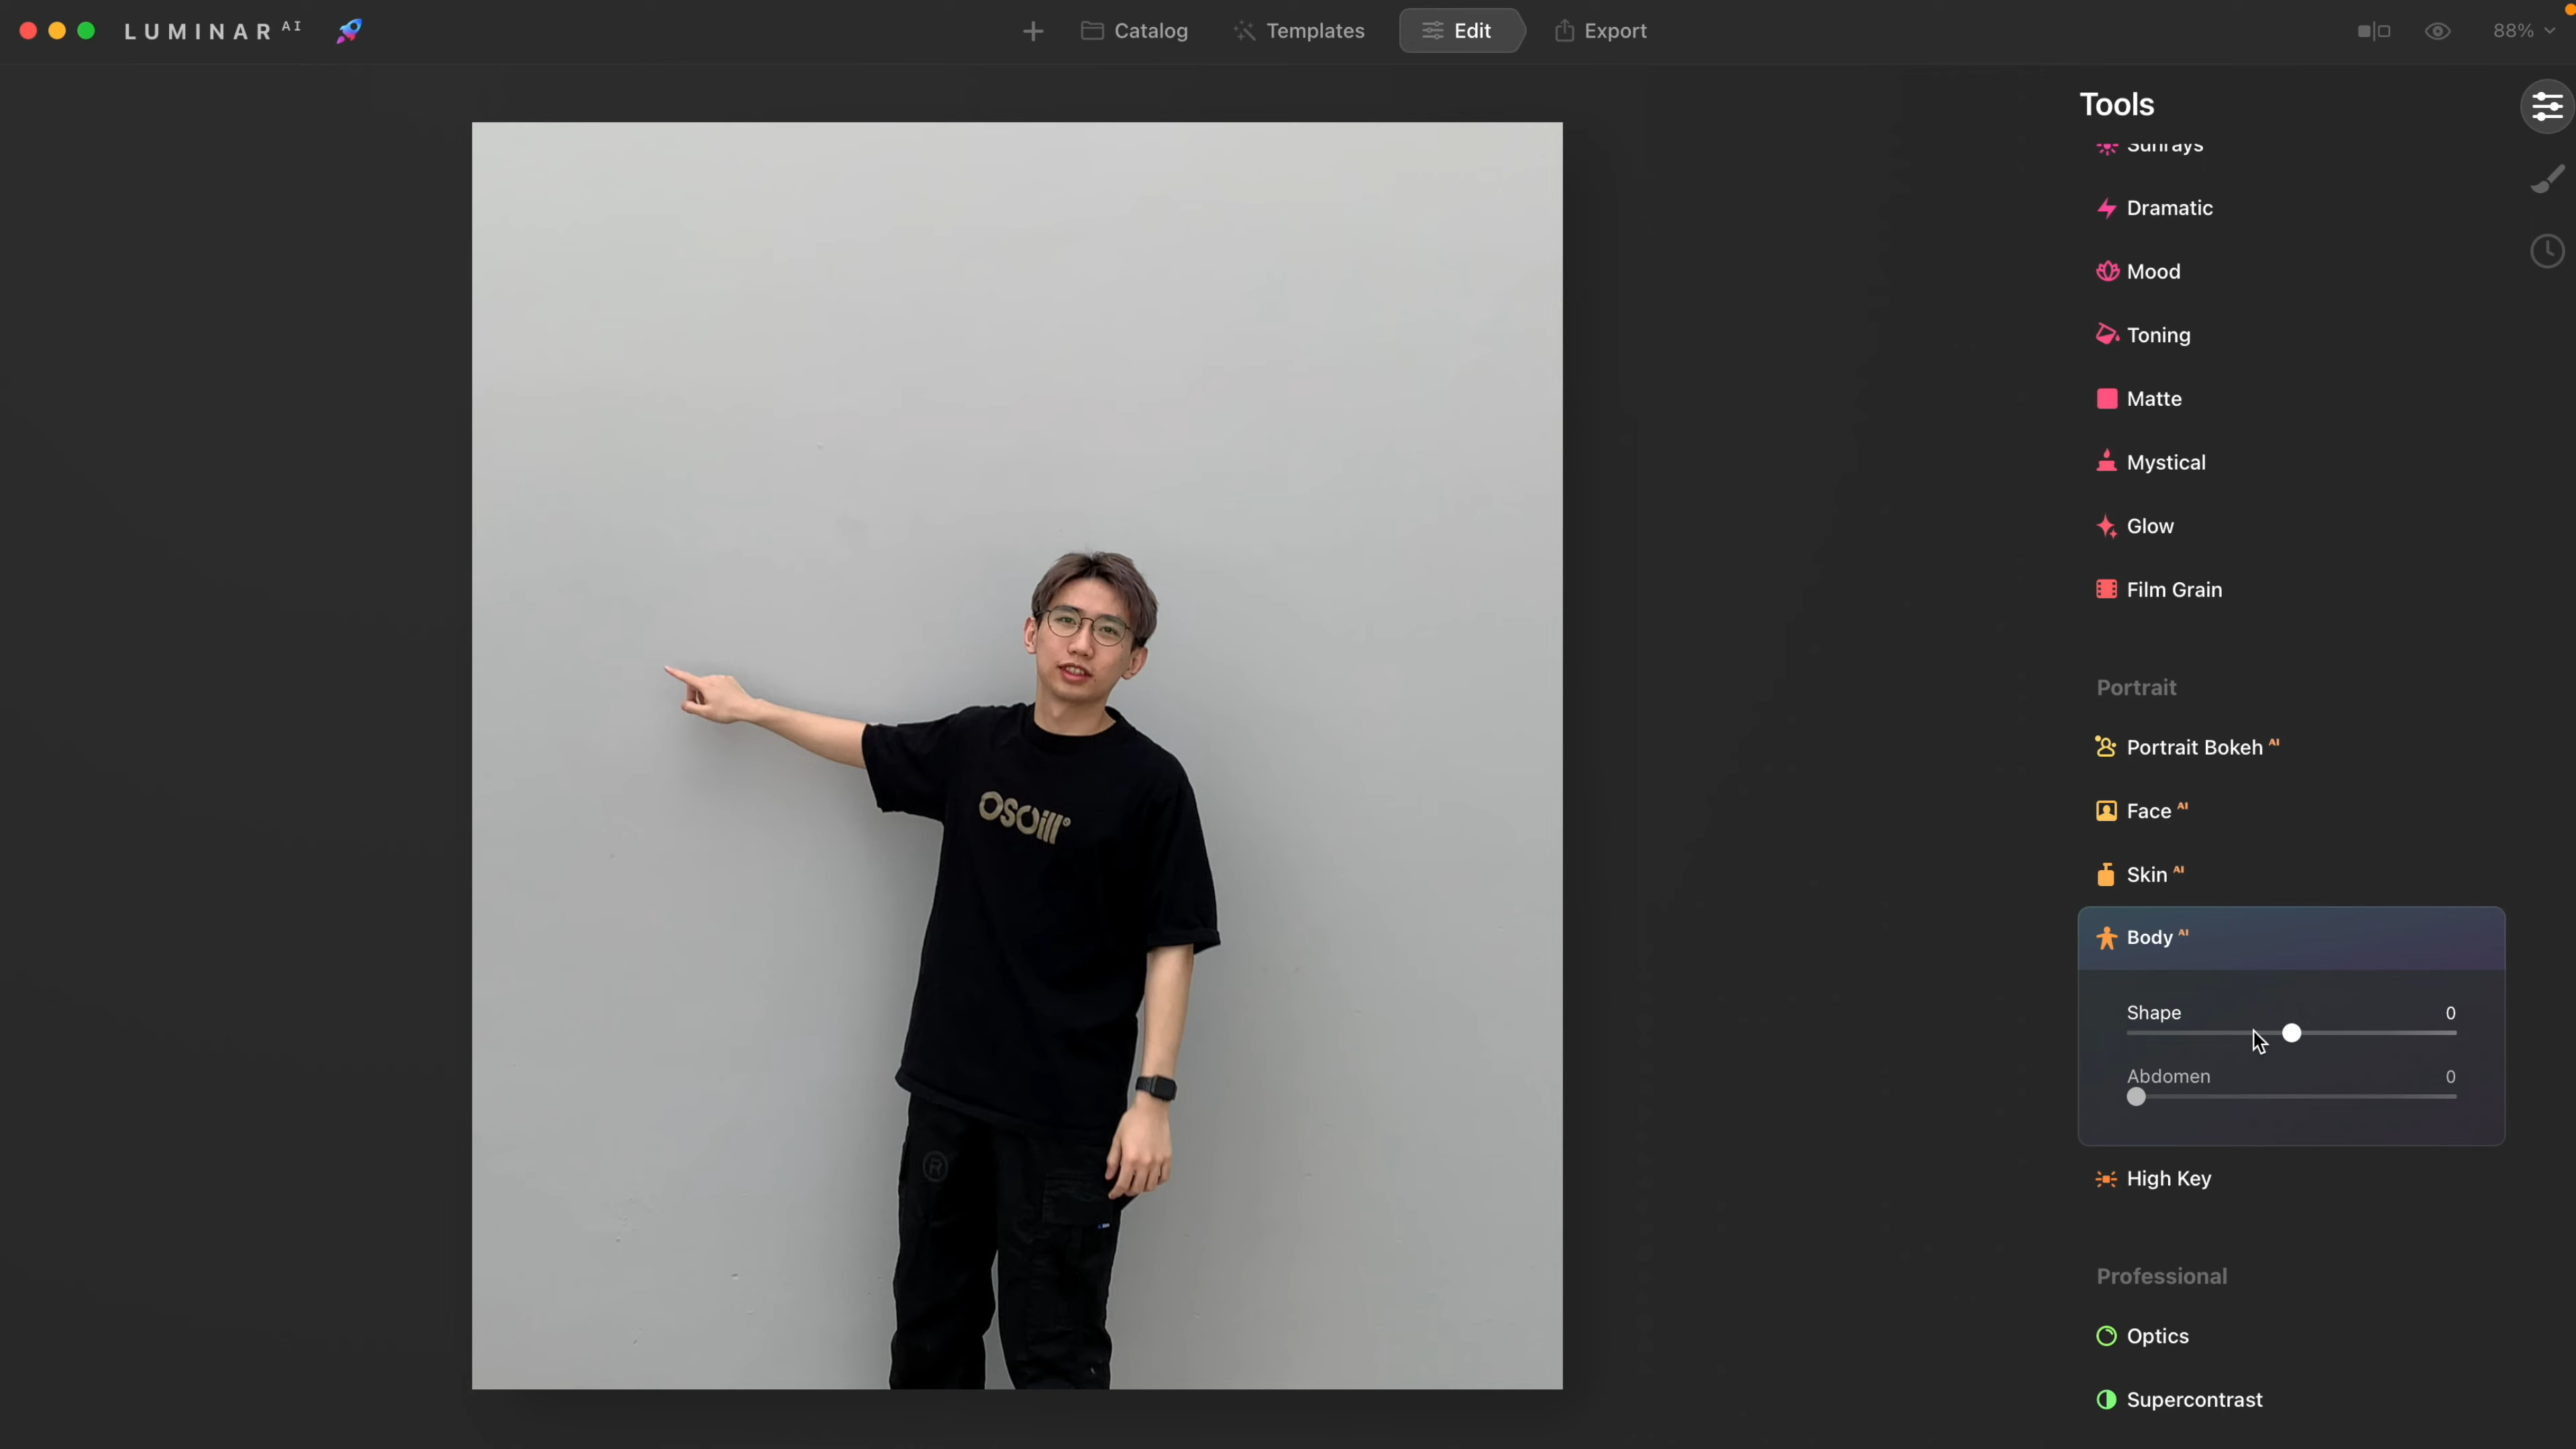 LUMINAR AI
Catalog
Templates
Edit
Export
88%
Tools
Sunrays
Dramatic
Mood
Toning
Matte
Mystical
Glow
Film Grain
Portrait
Portrait Bokeh AI
Face AI
Skin AI
Body AI
Shape 0
Abdomen 0
High Key
Professional
Optics
Supercontrast
OSOill®
R